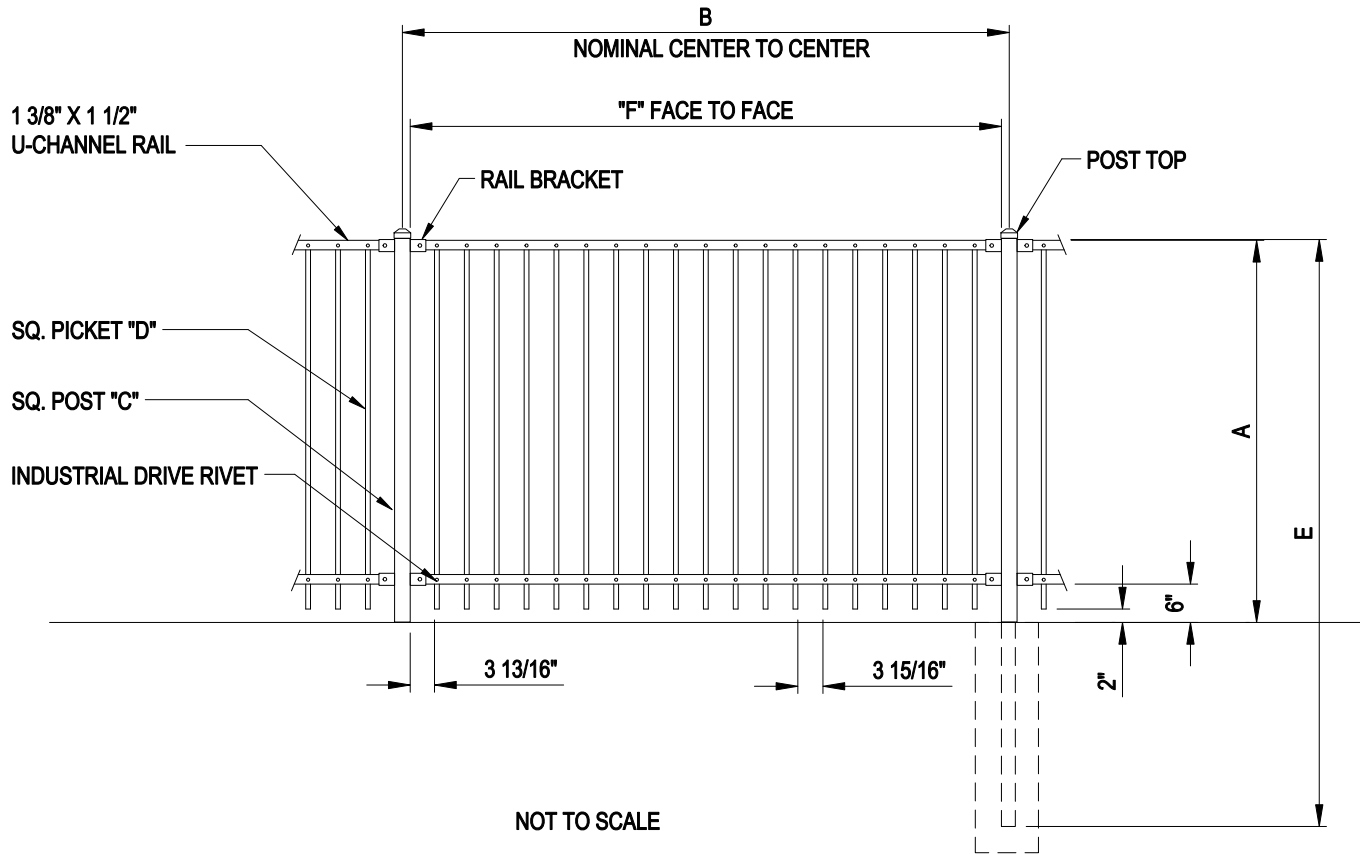 B
NOMINAL CENTER TO CENTER
1 3/8" X 1 1/2"
U-CHANNEL RAIL
"F" FACE TO FACE
RAIL BRACKET
POST TOP
SQ. PICKET "D"
SQ. POST "C"
INDUSTRIAL DRIVE RIVET
A
E
6"
2"
3 13/16"
3 15/16"
NOT TO SCALE